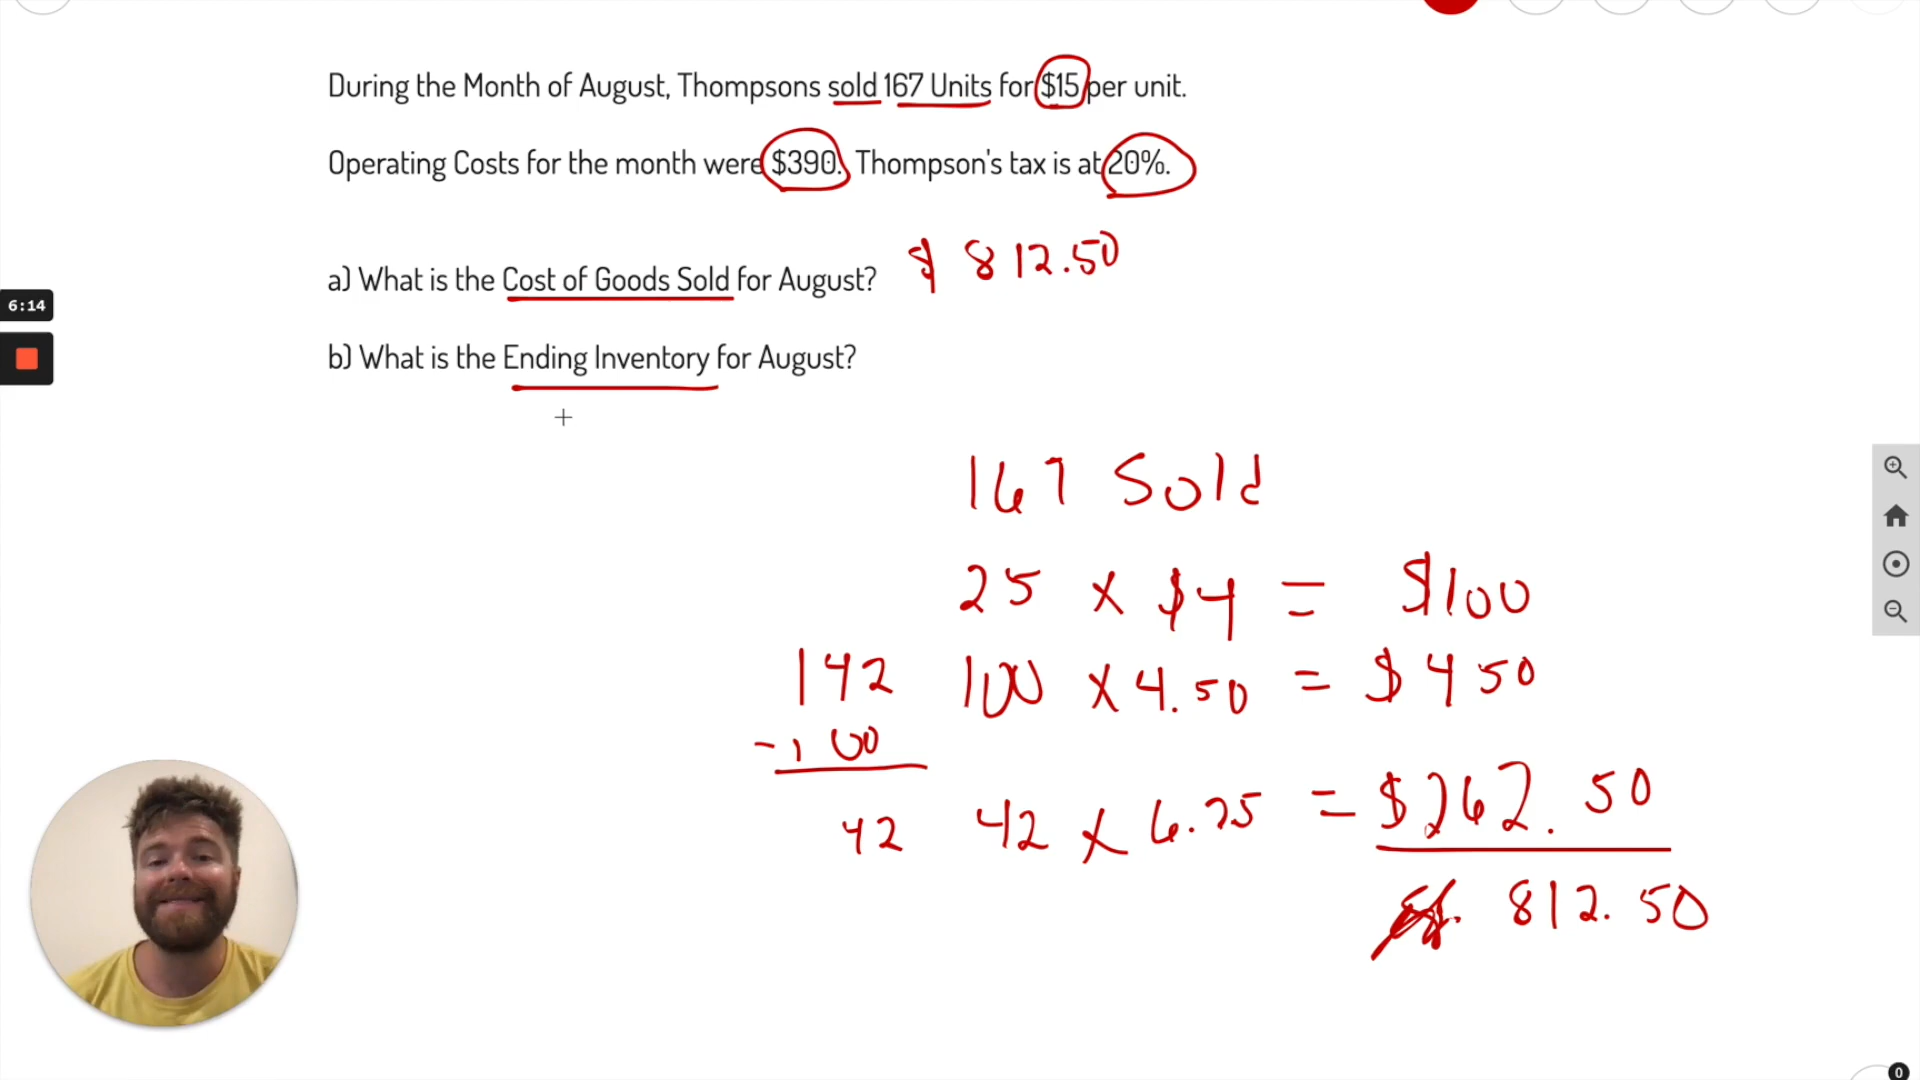 During the Month of August, Thompsons sold 167 Units for $15 per unit.
Operating Costs for the month were $390. Thompson's tax is at 20%.
a) What is the Cost of Goods Sold for August? $ 812.50
b) What is the Ending Inventory for August?
6:14
167 Sold
25 x $4 = $100
142 100 x 4.50 = $450
-100
42 42 x 6.25 = $262.50
812.50
0